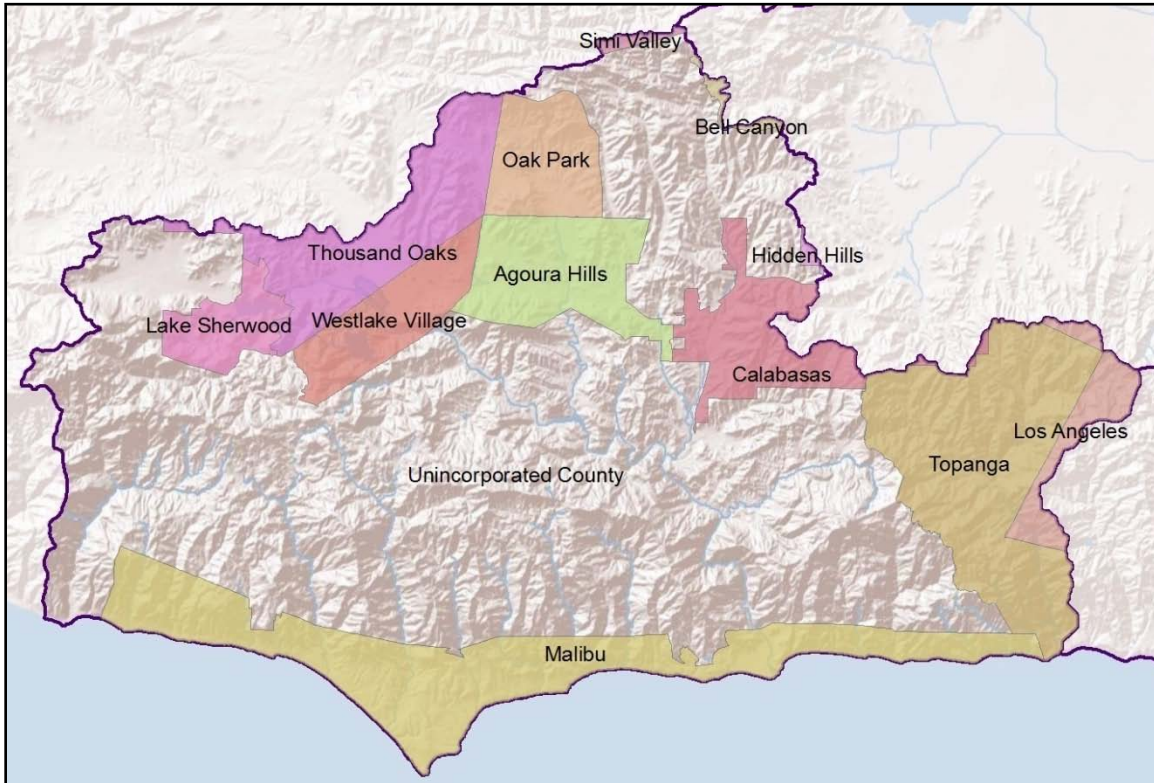 Simi Valley
Bell Canyon
Oak Park
Thousand Oaks
Hidden Hills
Agoura Hills
Lake Sherwood
Westlake Village
Calabasas
Los Angeles
Topanga
Unincorporated County
Malibu